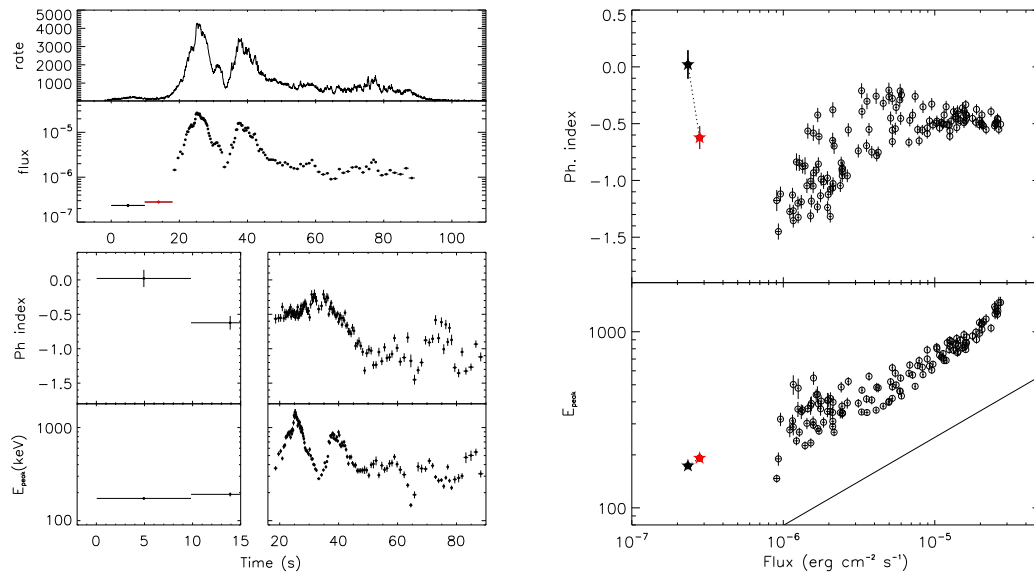 5000
4000
3000
2000
1000
rate
10⁻⁵
10⁻⁶
10⁻⁷
flux
0 20 40 60 80 100
0.0
−0.5
−1.0
−1.5
Ph index
1000
100
E_peak(keV)
0 5 10 15
20 40 60 80
Time (s)
0.5
0.0
−0.5
−1.0
−1.5
Ph. index
1000
100
E_peak
10⁻⁷ 10⁻⁶ 10⁻⁵
Flux (erg cm⁻² s⁻¹)